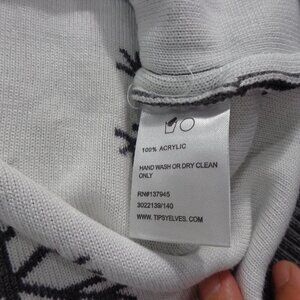 100% ACRYLIC
HAND WASH OR DRY CLEAN
ONLY
RN#137945
3022139/140
WWW.TIPSYELVES.COM